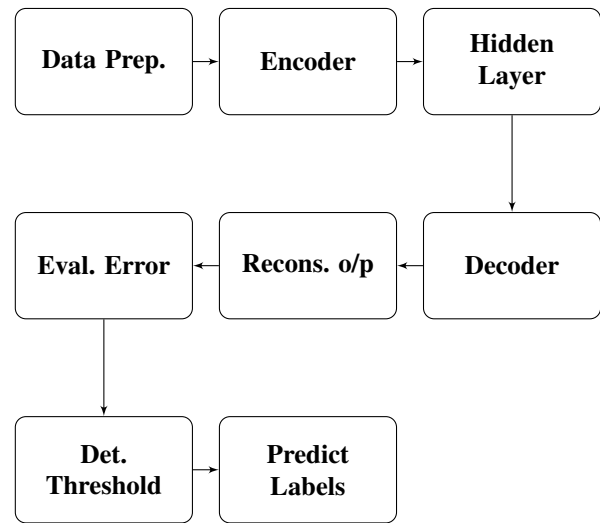 Data Prep.
Encoder
Hidden
Layer
Eval. Error
Recons. o/p
Decoder
Det.
Threshold
Predict
Labels